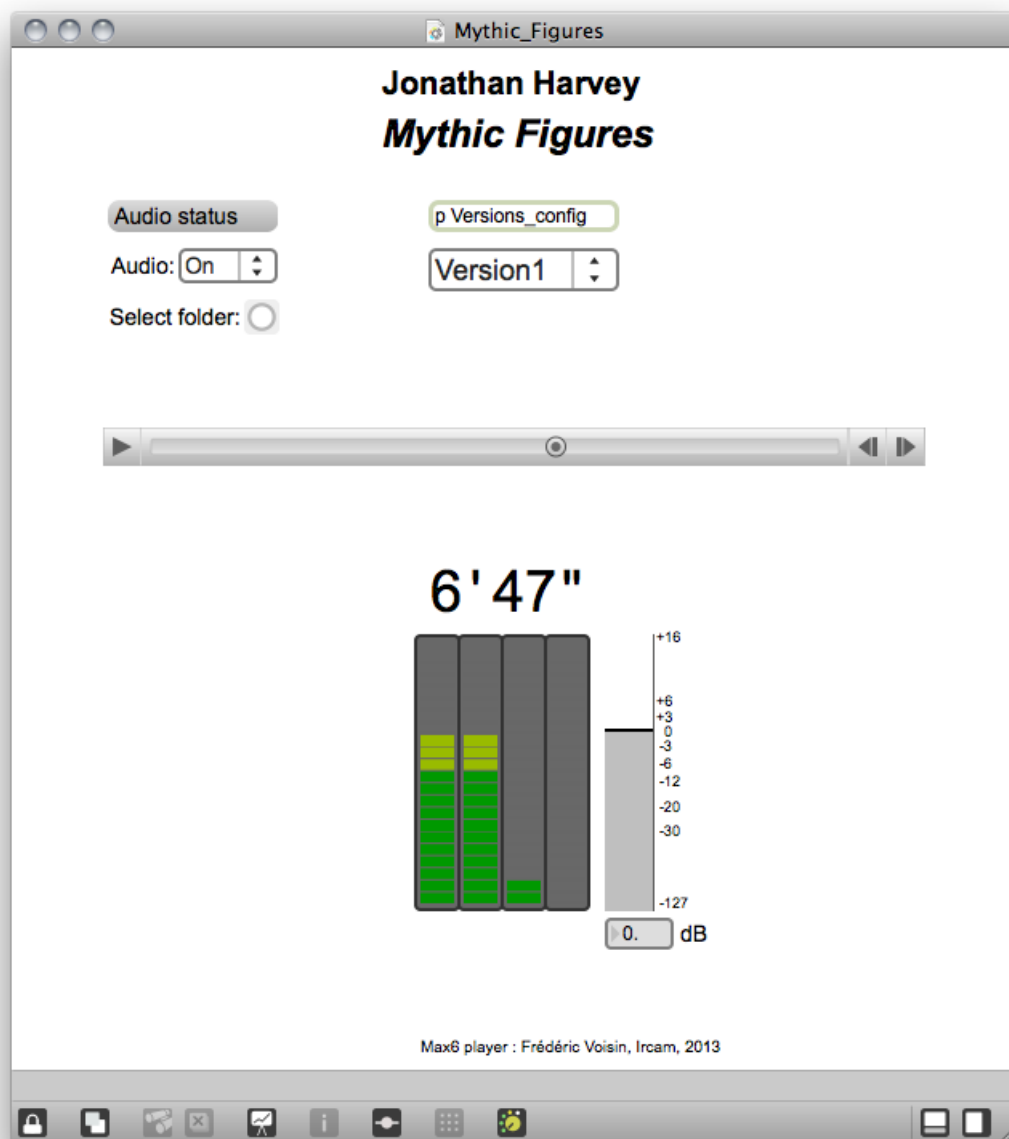 Mythic_Figures
Jonathan Harvey
Mythic Figures
Audio status
p Versions_config
Audio: On
Version1
Select folder:
6'47"
+16
+6
+3
0
-3
-6
-12
-20
-30
-127
0. dB
Max6 player : Frédéric Voisin, Ircam, 2013